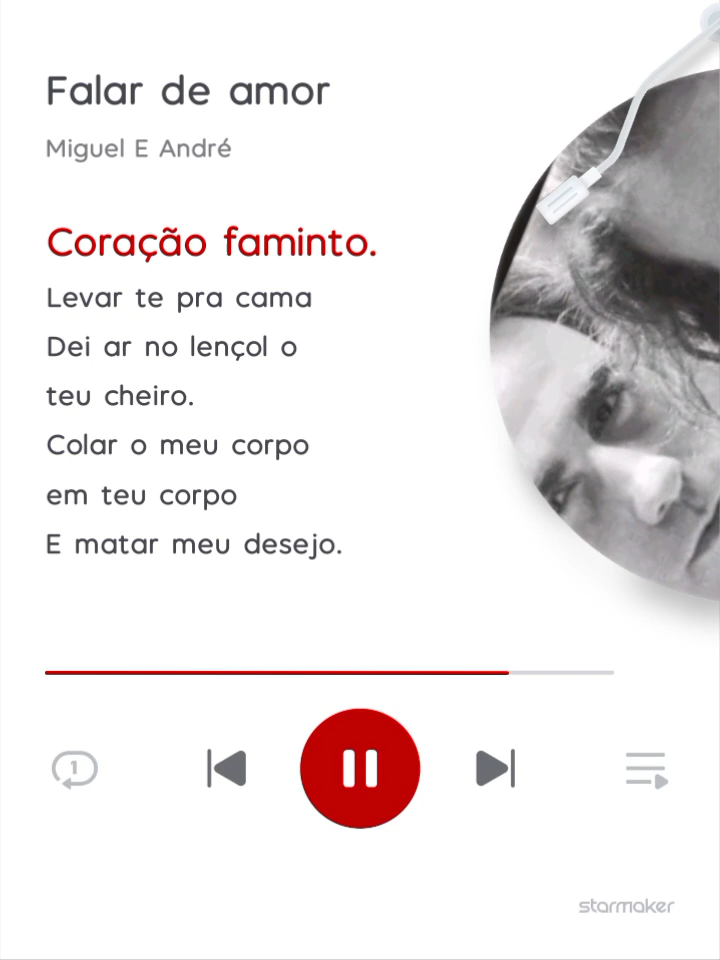 Falar de amor
Miguel E André
Coração faminto.
Levar te pra cama
Dei ar no lençol o
teu cheiro.
Colar o meu corpo
em teu corpo
E matar meu desejo.
1
starmaker